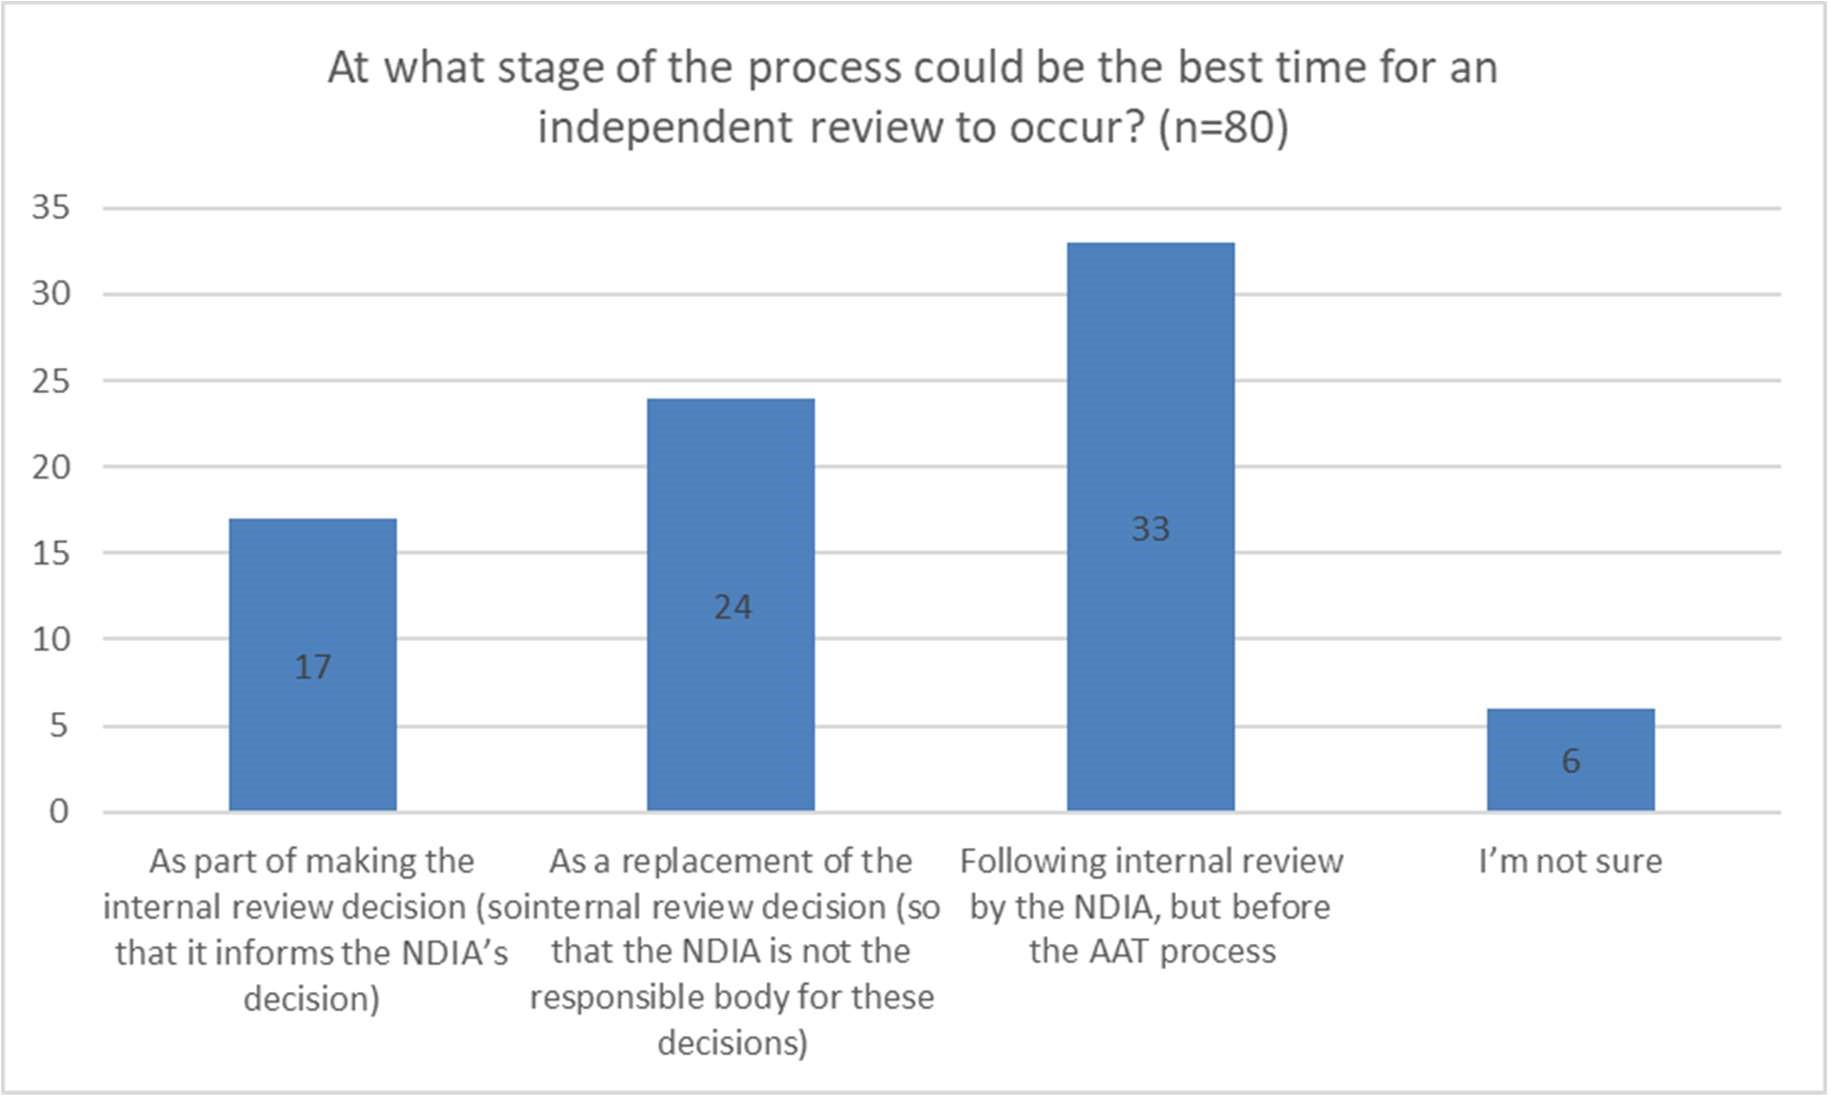 At what stage of the process could be the best time for an
independent review to occur? (n=80)
35
30
25
20
15
10
5
0
17
24
33
6
As part of making the
internal review decision (so
that it informs the NDIA’s
decision)
As a replacement of the
internal review decision (so
that the NDIA is not the
responsible body for these
decisions)
Following internal review
by the NDIA, but before
the AAT process
I’m not sure